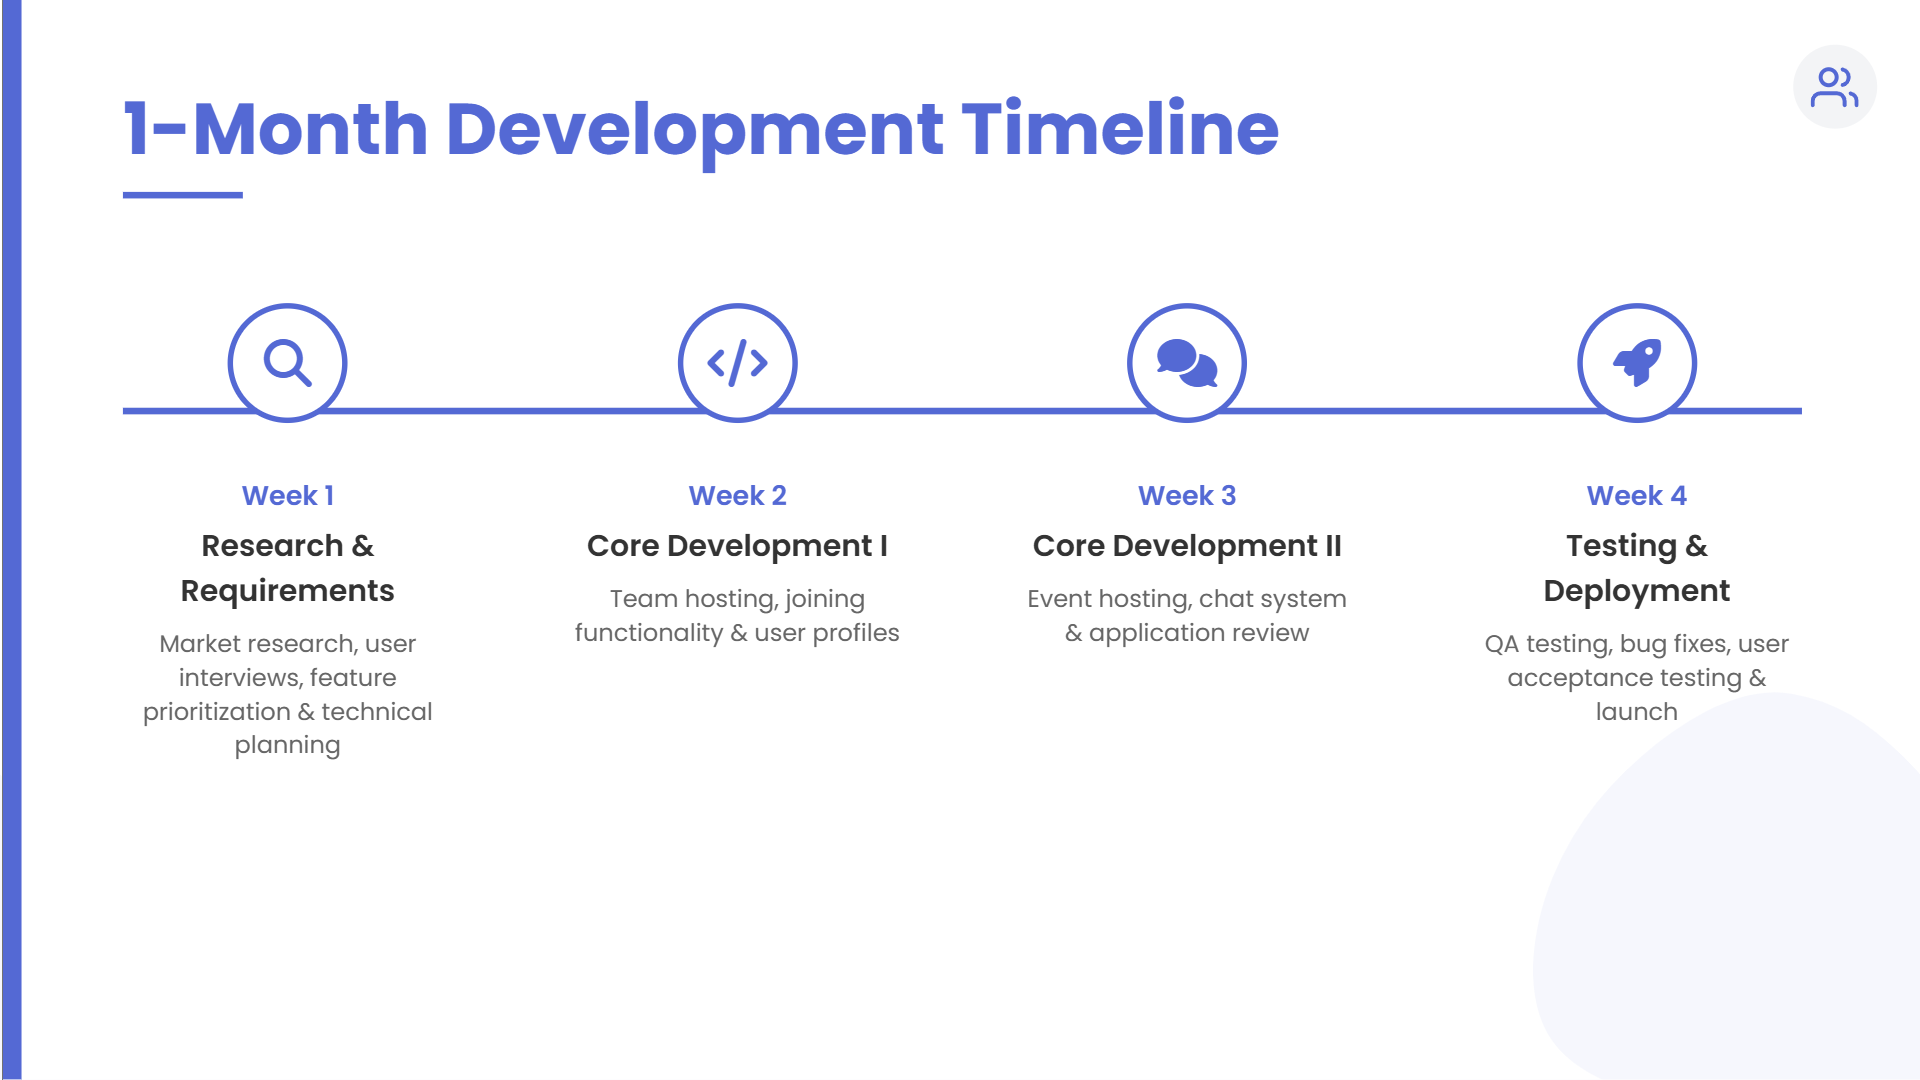 1-Month Development Timeline
Week 1
Research &
Requirements
Market research, user
interviews, feature
prioritization & technical
planning
Week 2
Core Development I
Team hosting, joining
functionality & user profiles
Week 3
Core Development II
Event hosting, chat system
& application review
Week 4
Testing &
Deployment
QA testing, bug fixes, user
acceptance testing &
launch